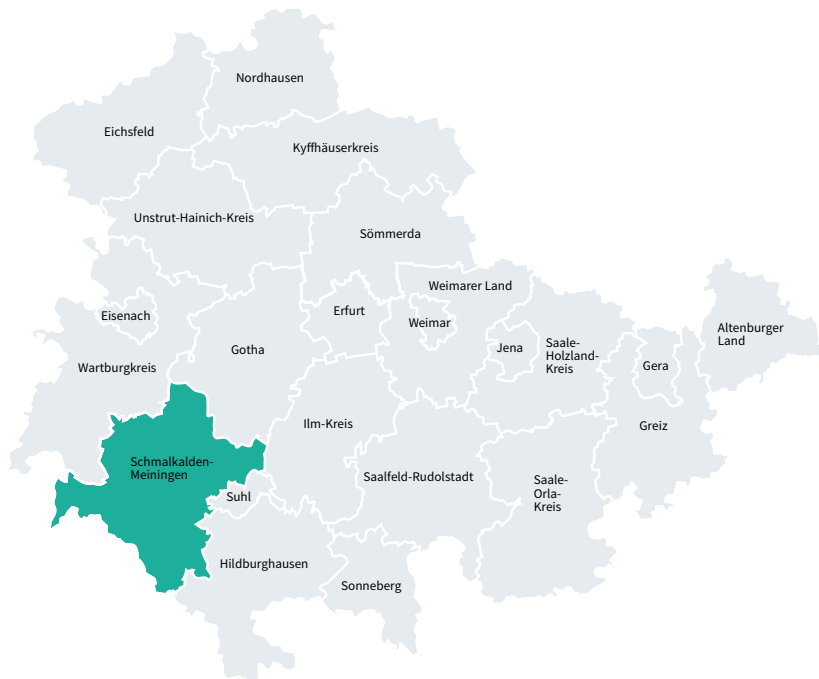 Nordhausen
Eichsfeld
Kyffhäuserkreis
Unstrut-Hainich-Kreis
Sömmerda
Weimarer Land
Eisenach
Erfurt
Weimar
Altenburger
Land
Gotha
Jena
Saale-
Holzland-
Kreis
Gera
Wartburgkreis
Ilm-Kreis
Greiz
Schmalkalden-
Meiningen
Saalfeld-Rudolstadt
Saale-
Orla-
Kreis
Suhl
Hildburghausen
Sonneberg